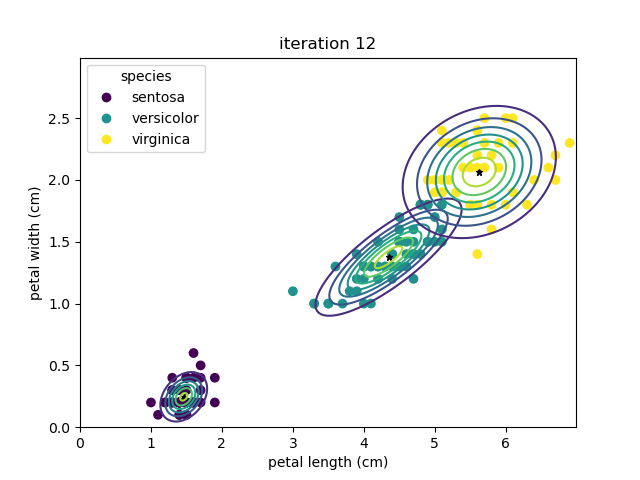 iteration 12
species
sentosa
versicolor
virginica
petal width (cm)
2.5
2.0
1.5
1.0
0.5
0.0
0 1 2 3 4 5 6
petal length (cm)